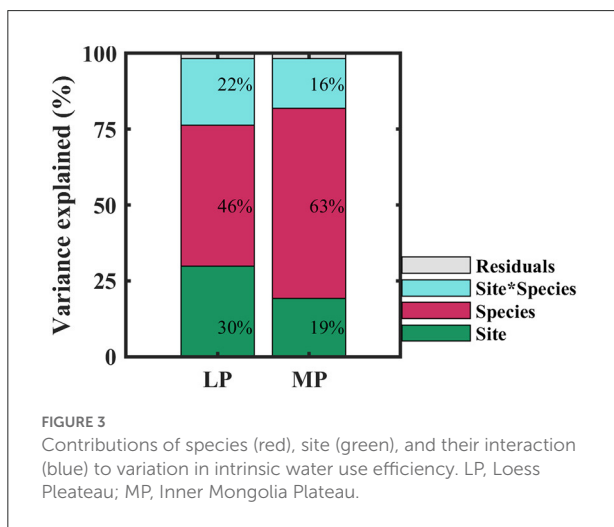 100
75
50
25
0
Variance explained (%)
22%
16%
46%
63%
30%
19%
LP
MP
Residuals
Site*Species
Species
Site
FIGURE 3
Contributions of species (red), site (green), and their interaction
(blue) to variation in intrinsic water use efficiency. LP, Loess
Pleateau; MP, Inner Mongolia Plateau.